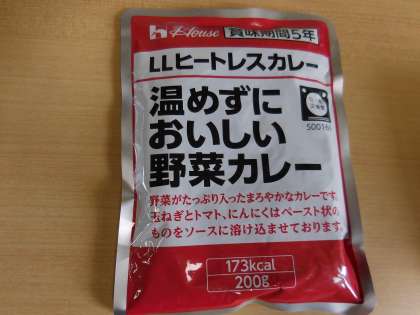 House 賞味期間5年
LLヒートレスカレー
温めずに
おいしい
野菜カレー
野菜がたっぷり入ったまろやかなカレーです。
玉ねぎとトマト、にんにくはペースト状の
ものをソースに溶け込ませております。
173kcal
200g